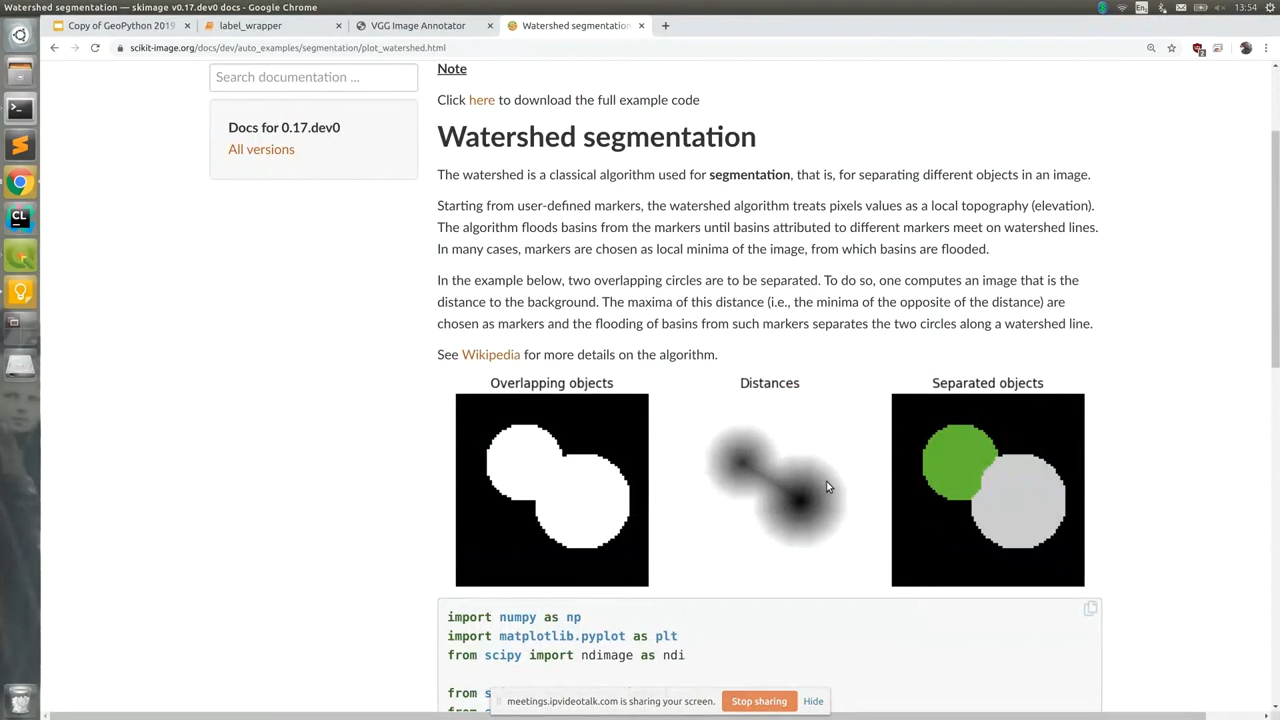 Watershed segmentation — skimage v0.17.dev0 docs - Google Chrome
En
13:54
Copy of GeoPython 2019
label_wrapper
VGG Image Annotator
Watershed segmentation
scikit-image.org/docs/dev/auto_examples/segmentation/plot_watershed.html
Search documentation ...
Docs for 0.17.dev0
All versions
Note
Click here to download the full example code
Watershed segmentation
The watershed is a classical algorithm used for segmentation, that is, for separating different objects in an image.
Starting from user-defined markers, the watershed algorithm treats pixels values as a local topography (elevation).
The algorithm floods basins from the markers until basins attributed to different markers meet on watershed lines.
In many cases, markers are chosen as local minima of the image, from which basins are flooded.
In the example below, two overlapping circles are to be separated. To do so, one computes an image that is the
distance to the background. The maxima of this distance (i.e., the minima of the opposite of the distance) are
chosen as markers and the flooding of basins from such markers separates the two circles along a watershed line.
See Wikipedia for more details on the algorithm.
Overlapping objects
Distances
Separated objects
import numpy as np
import matplotlib.pyplot as plt
from scipy import ndimage as ndi
from
meetings.ipvideotalk.com is sharing your screen.
Stop sharing
Hide
CL